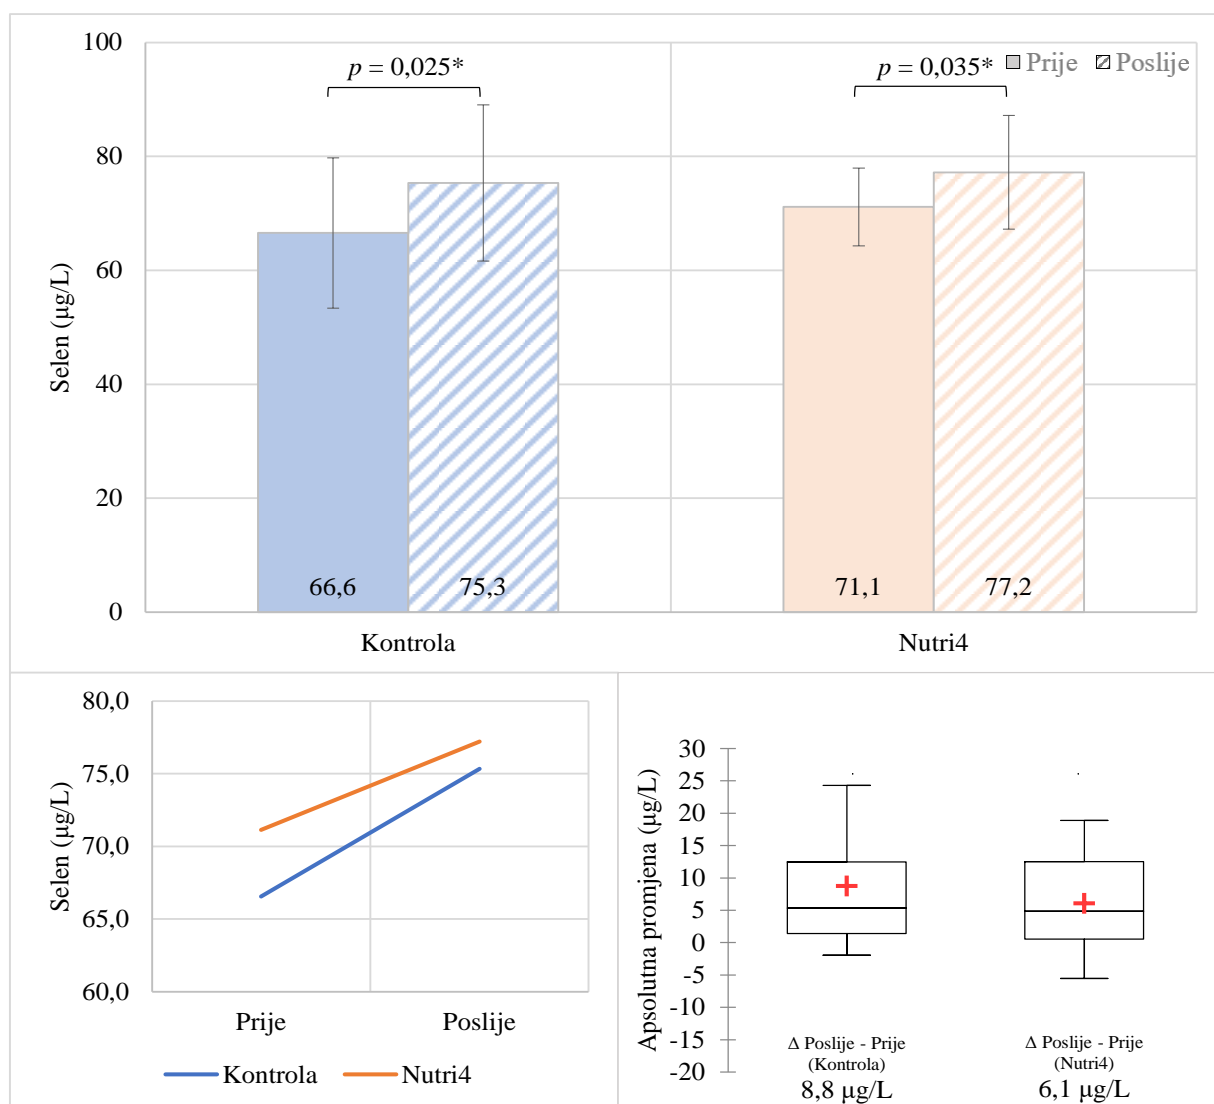 100
80
60
40
20
0
Selen (µg/L)
p = 0,025*
p = 0,035*
Prije
Poslije
66,6
75,3
71,1
77,2
Kontrola
Nutri4
80,0
75,0
70,0
65,0
60,0
Selen (µg/L)
Prije
Poslije
Kontrola
Nutri4
30
25
20
15
10
5
0
-5
-10
-15
-20
Apsolutna promjena (µg/L)
Δ Poslije - Prije
(Kontrola)
8,8 µg/L
Δ Poslije - Prije
(Nutri4)
6,1 µg/L